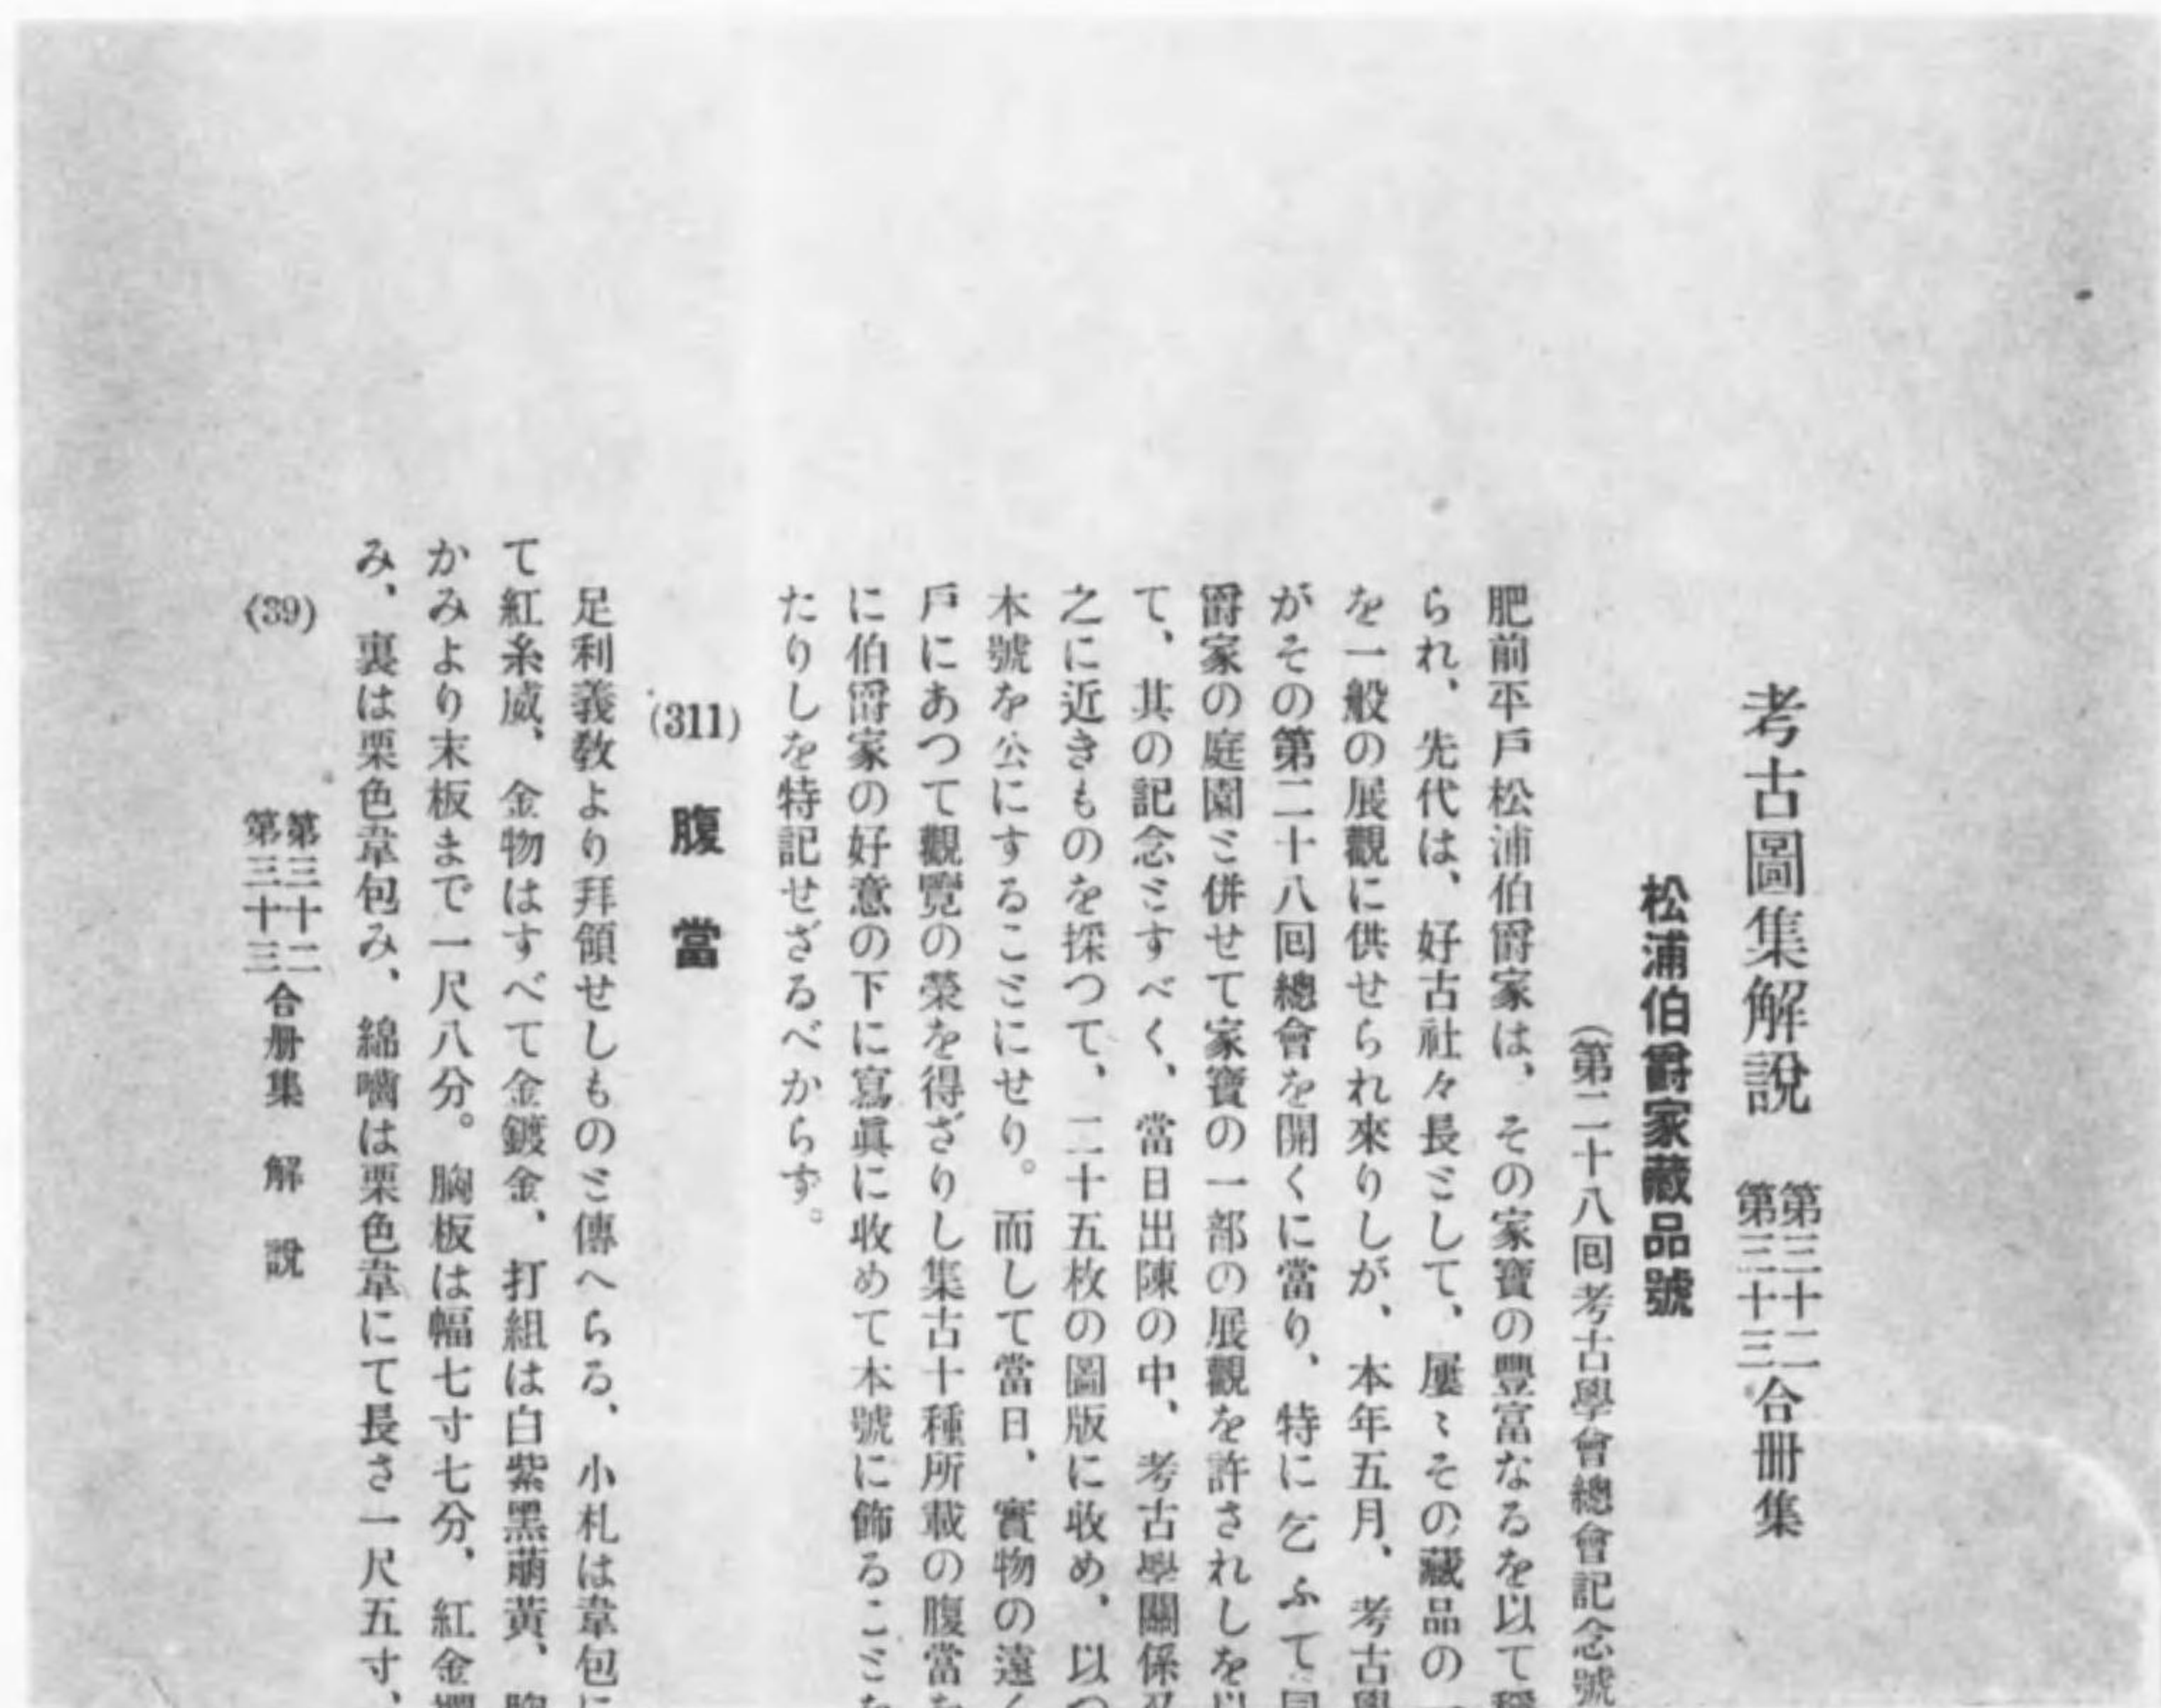 考古圖集解說 第三十二第三十三合冊集
松浦伯爵家藏品號
（第二十八回考古學會總會記念號
肥前平戶松浦伯爵家は、その家寶の豐富なるを以て
られ、先代は、好古社々長ミして、屢〻その藏品の一
を一般の展觀に供せられ來りしが、本年五月、考古學
がその第二十八回總會を開くに當り、特に乞ふて同
爵家の庭園ミ併せて家寶の一部の展觀を許されしを以
て、其の記念ミすべく、當日出陳の中、考古學關係及
之に近きものを採つて、二十五枚の圖版に收め、以つ
本號を公にするこミにせり。而して當日、實物の遠く
戶にあつて觀覽の榮を得ざりし集古十種所載の腹當を
に伯爵家の好意の下に寫眞に收めて本號に飾るこミを
たりしを特記せざるべからす。
(311) 腹當
足利義敎より拜領せしものミ傳へらる、小札は韋包に
て紅糸威、金物はすべて金鍍金、打組は白紫黑萠黃、胸
かみより末板まで一尺八分。胸板は幅七寸七分、紅金襴
み、裏は栗色韋包み、綿嚙は栗色韋にて長さ一尺五寸、
(39) 第三十二第三十三合册集 解說